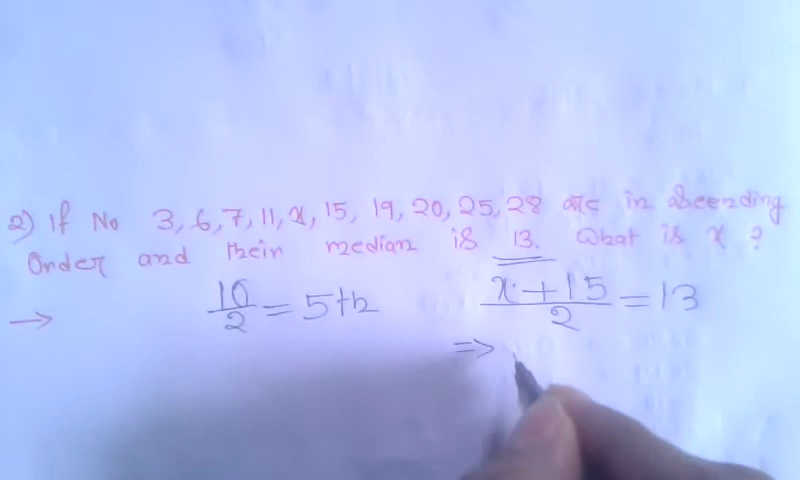 2) If No 3, 6, 7, 11, x, 15, 19, 20, 25, 28 are in ascending
Order and their median is 13. What is x ?
→ 10/2 = 5th (x + 15)/2 = 13
=>